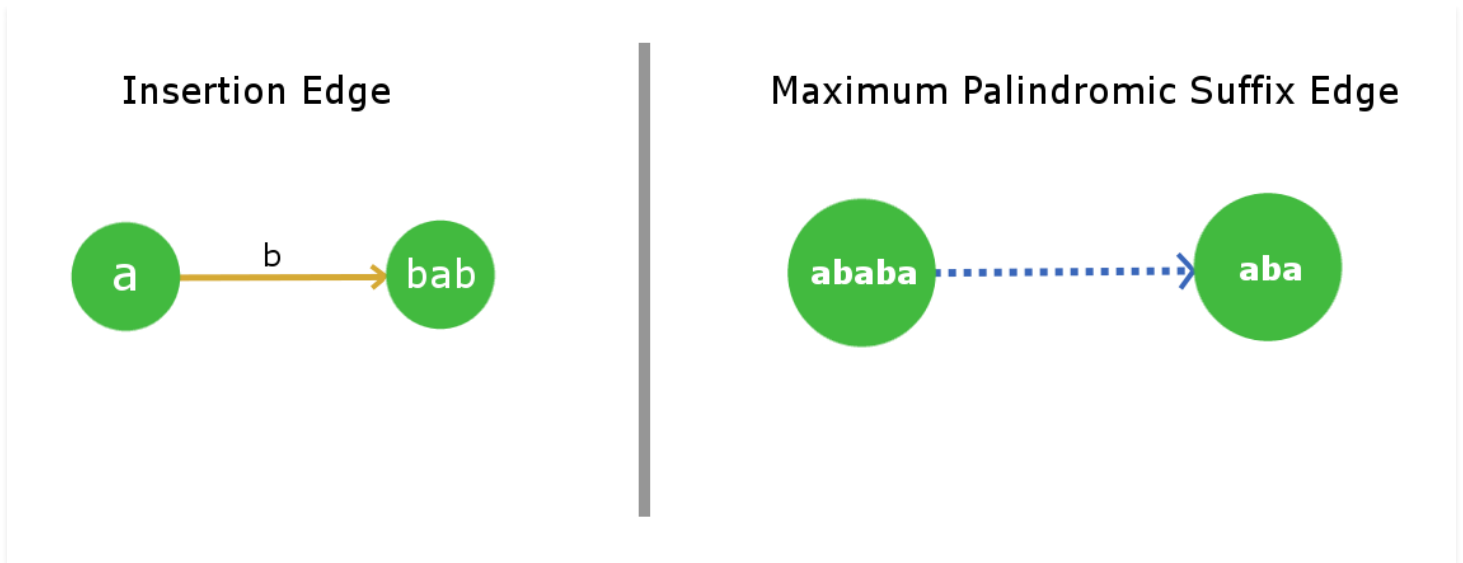 Insertion Edge
a
b
bab
Maximum Palindromic Suffix Edge
ababa
aba